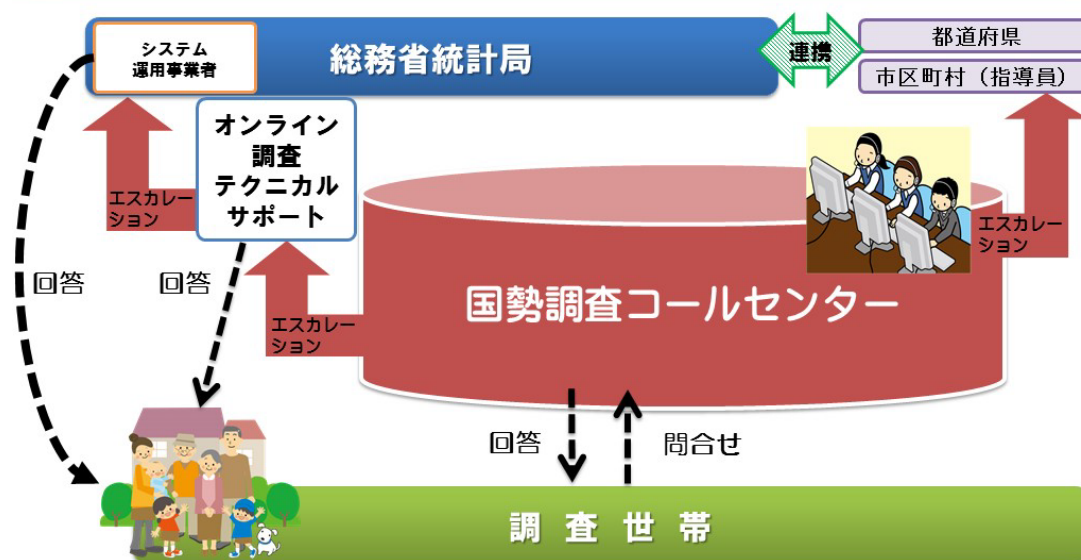 システム
運用事業者
総務省統計局
連携
都道府県
市区町村（指導員）
オンライン
調査
テクニカル
サポート
エスカレー
ション
エスカレー
ション
回答
回答
国勢調査コールセンター
エスカレー
ション
回答
問合せ
調査世帯